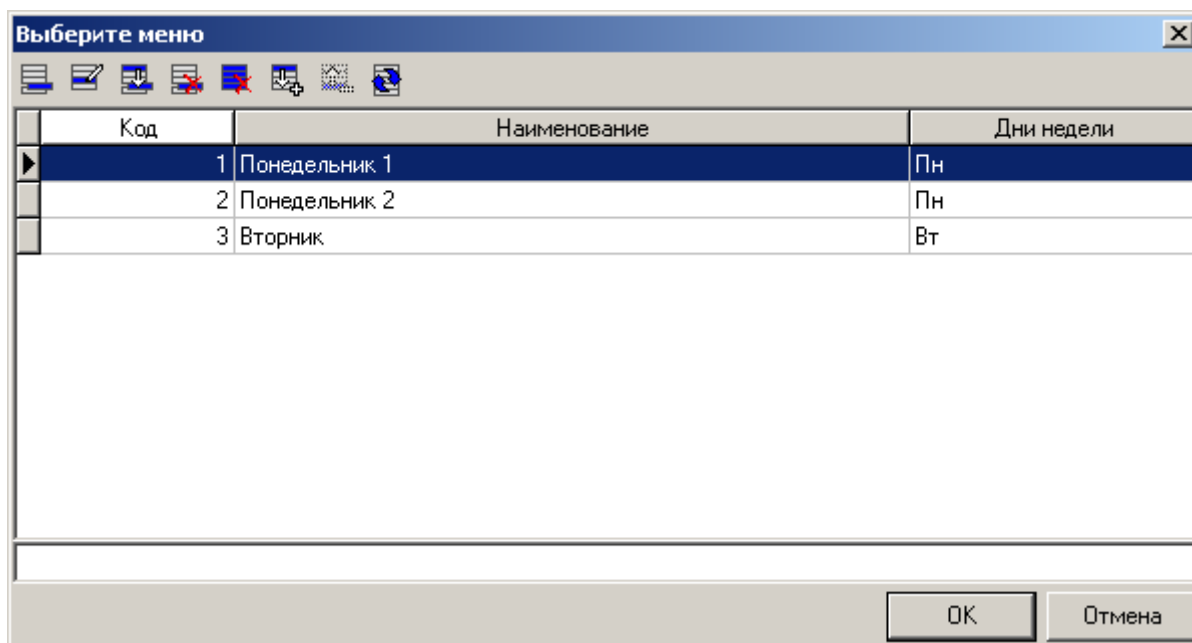 Выберите меню
Код Наименование Дни недели
1 Понедельник 1 Пн
2 Понедельник 2 Пн
3 Вторник Вт
OK Отмена